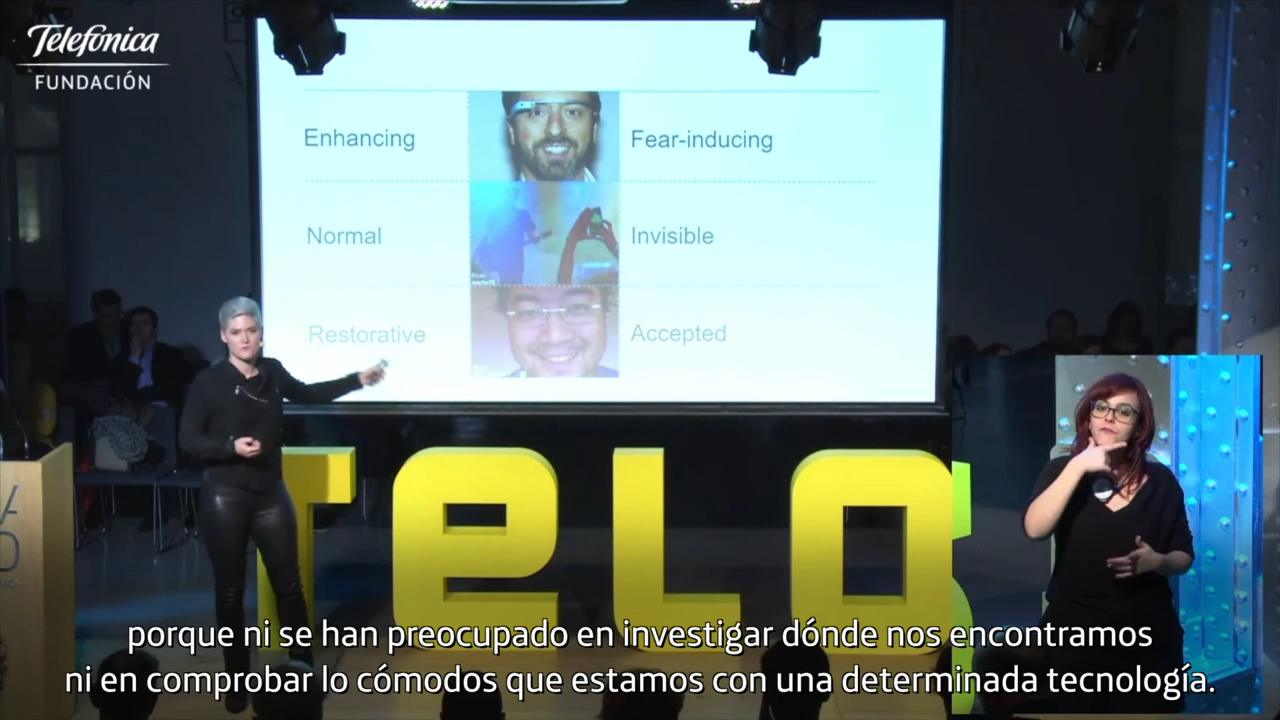 Telefónica
FUNDACIÓN
Enhancing
Fear-inducing
Normal
Invisible
Restorative
Accepted
TELO
porque ni se han preocupado en investigar dónde nos encontramos
ni en comprobar lo cómodos que estamos con una determinada tecnología.